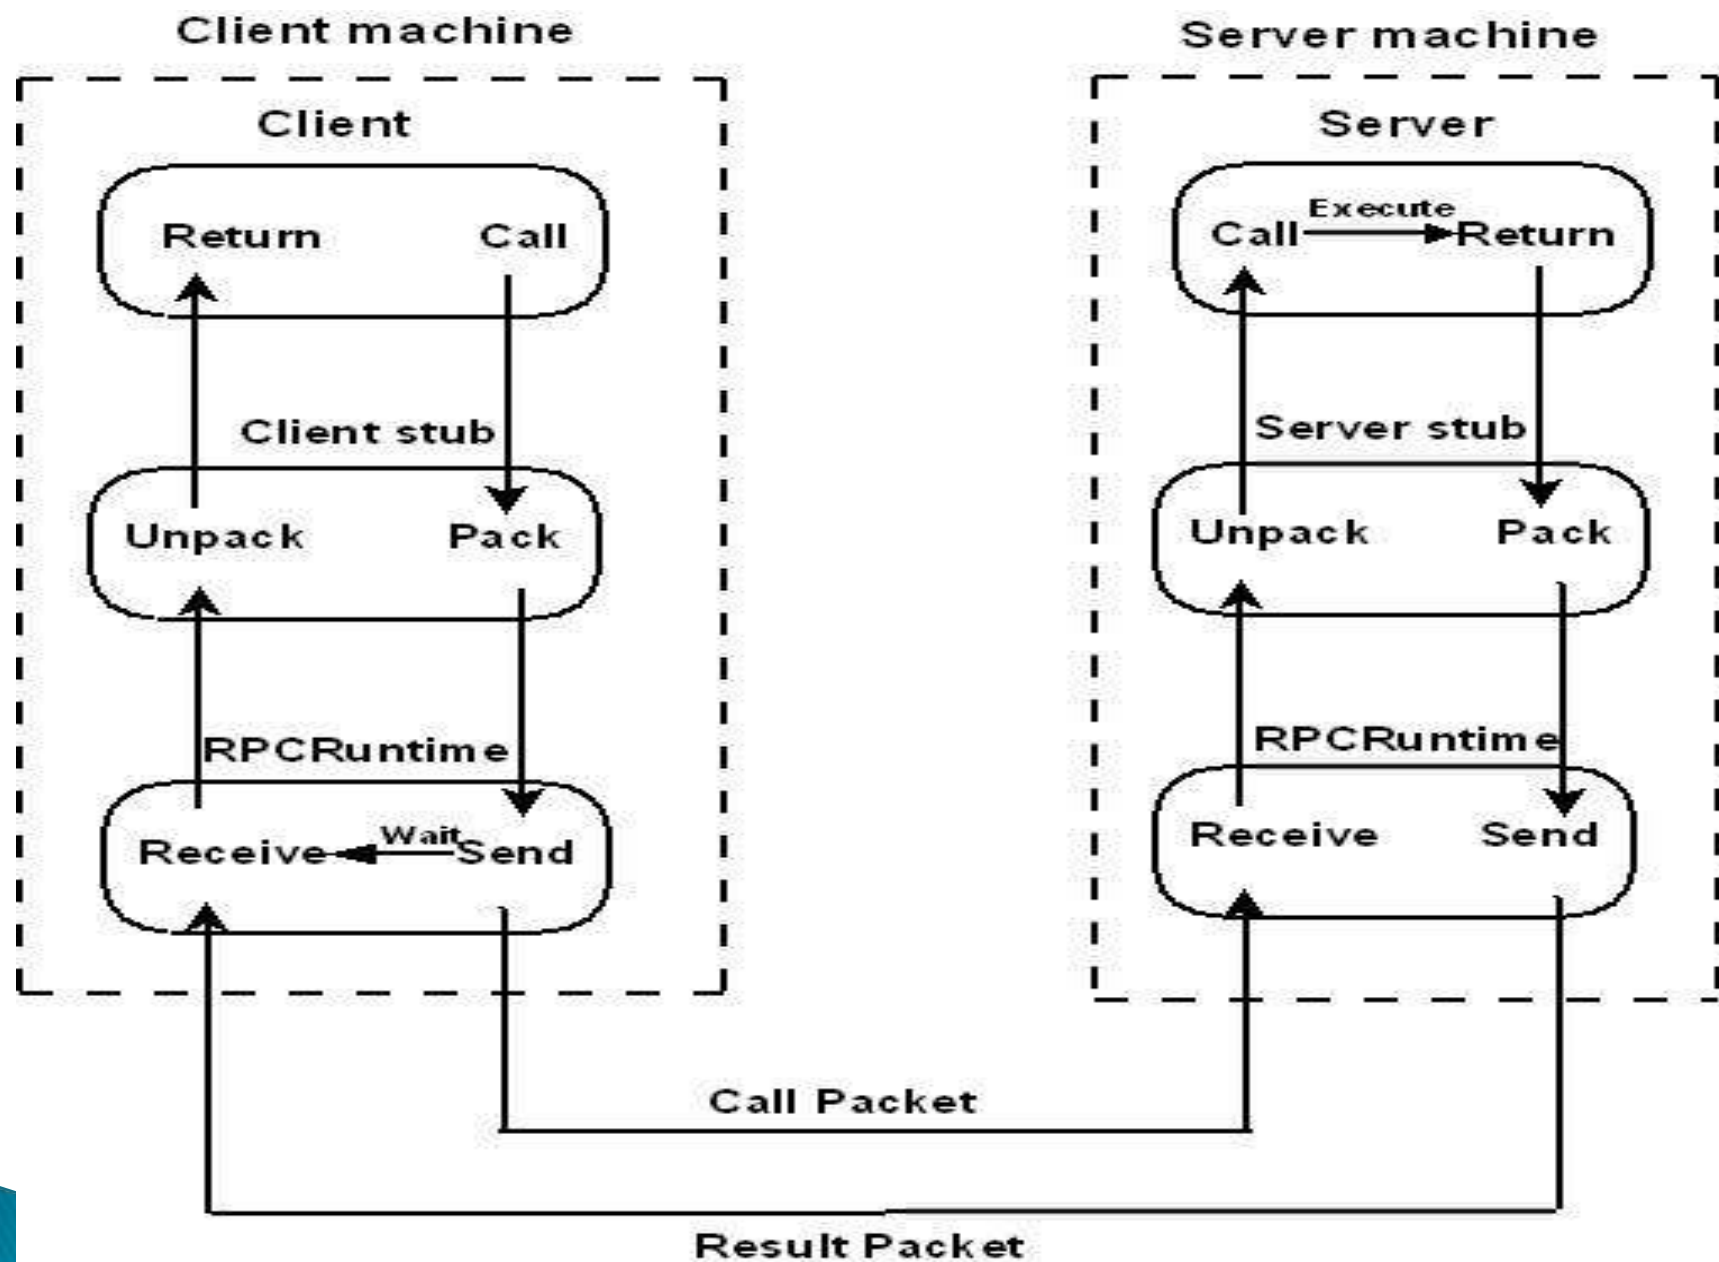 Client machine
Server machine
Client
Server
Return
Call
Call
Execute
Return
Client stub
Server stub
Unpack
Pack
Unpack
Pack
RPCRuntime
RPCRuntime
Receive
Wait
Send
Receive
Send
Call Packet
Result Packet